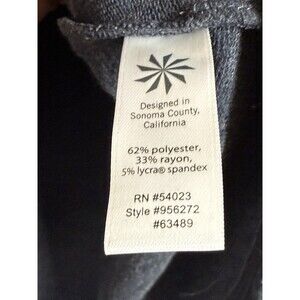 Designed in
Sonoma County,
California
62% polyester,
33% rayon,
5% lycra® spandex
RN #54023
Style #956272
#63489